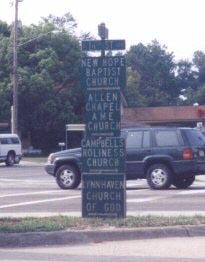 NEW HOPE
BAPTIST
CHURCH
ALLEN
CHAPEL
AME
CHURCH
CAMPBELLS
HOLINESS
CHURCH
LYNNHAVEN
CHURCH
OF GOD